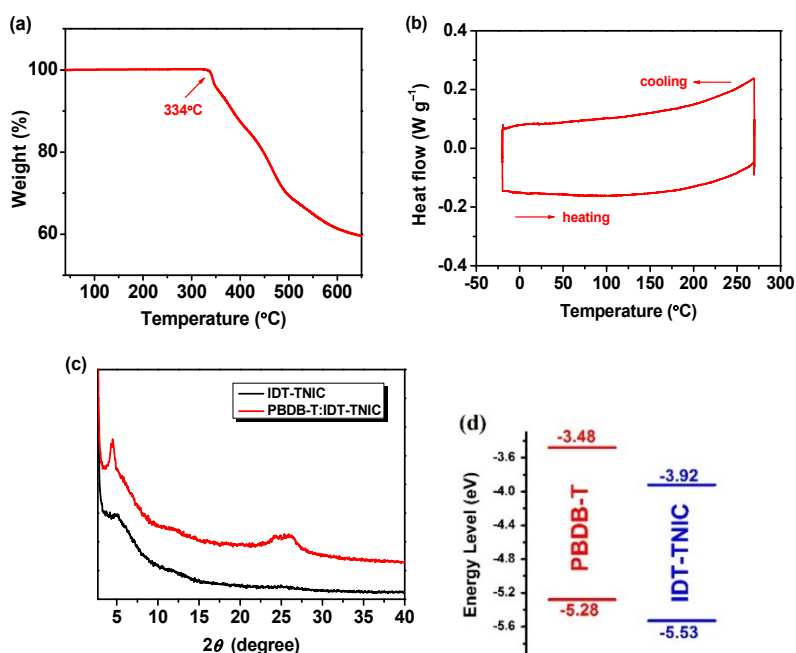 (a)
100
80
60
Weight (%)
334°C
100 200 300 400 500 600
Temperature (°C)
(b)
0.4
0.2
0.0
-0.2
-0.4
Heat flow (W g⁻¹)
cooling
heating
-50 0 50 100 150 200 250 300
Temperature (°C)
(c)
IDT-TNIC
PBDB-T:IDT-TNIC
5 10 15 20 25 30 35 40
2θ (degree)
(d)
Energy Level (eV)
-3.6
-4.0
-4.4
-4.8
-5.2
-5.6
-3.48
PBDB-T
-5.28
-3.92
IDT-TNIC
-5.53